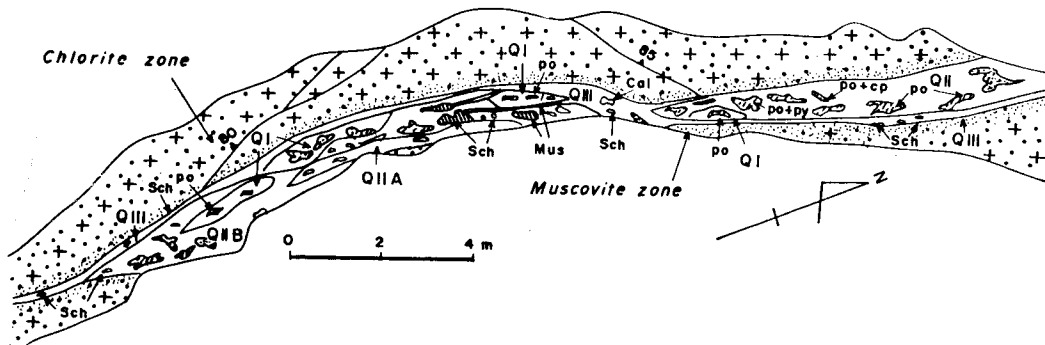 QI
po
85
Chlorite zone
Cal
po+cp
po
QII
QIII
po+py
80
QI
Sch
Mus
Sch
po
QI
Sch
QIII
Sch
po
QIIA
Muscovite zone
N
QIII
QIIB
0 2 4 m
Sch